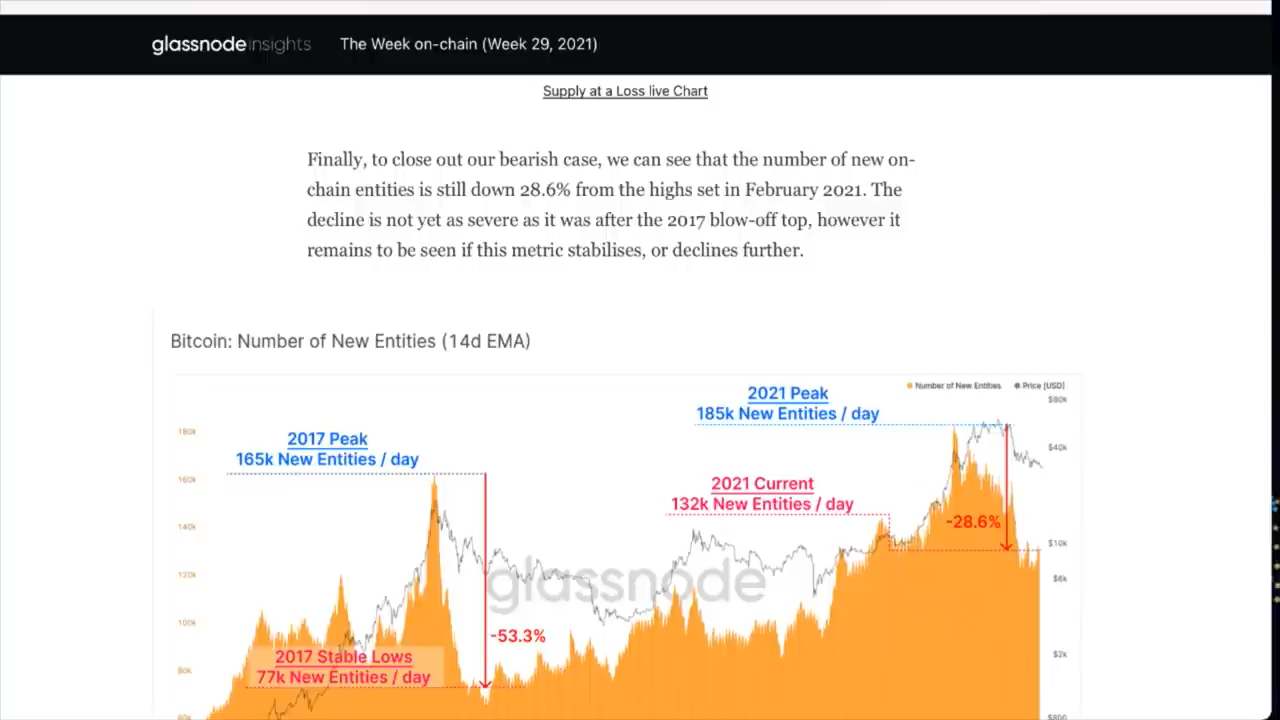 glassnodeinsights The Week on-chain (Week 29, 2021)
Supply at a Loss live Chart
Finally, to close out our bearish case, we can see that the number of new on-
chain entities is still down 28.6% from the highs set in February 2021. The
decline is not yet as severe as it was after the 2017 blow-off top, however it
remains to be seen if this metric stabilises, or declines further.
Bitcoin: Number of New Entities (14d EMA)
Number of New Entities Price [USD]
2021 Peak
185k New Entities / day
$80k
180k
2017 Peak
165k New Entities / day
$40k
160k
2021 Current
132k New Entities / day
-28.6%
140k
$10k
glassnode
120k
$6k
100k
-53.3%
2017 Stable Lows
77k New Entities / day
80k
$2k
60k
$800